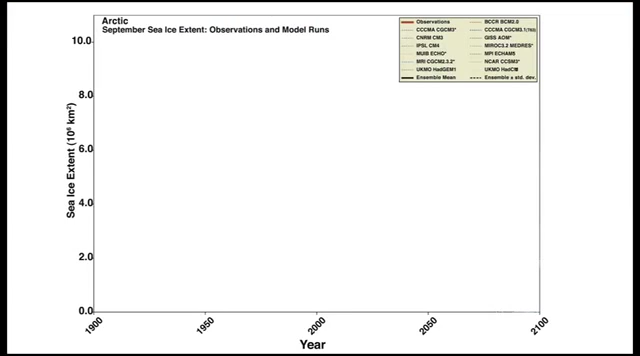 Arctic
September Sea Ice Extent: Observations and Model Runs
Observations
BCCR BCM2.0
CCCMA CGCM3*
CCCMA CGCM3.1(T63)
CNRM CM3
GISS AOM*
IPSL CM4
MIROC3.2 MEDRES*
MUIB ECHO*
MPI ECHAM5
MRI CGCM2.3.2*
NCAR CCSM3*
UKMO HadGEM1
UKMO
Ensemble Mean
Ensemble ± std. dev.
10.0
8.0
6.0
4.0
2.0
0.0
Sea Ice Extent (10⁶ km²)
1900
1950
2000
2050
2100
Year